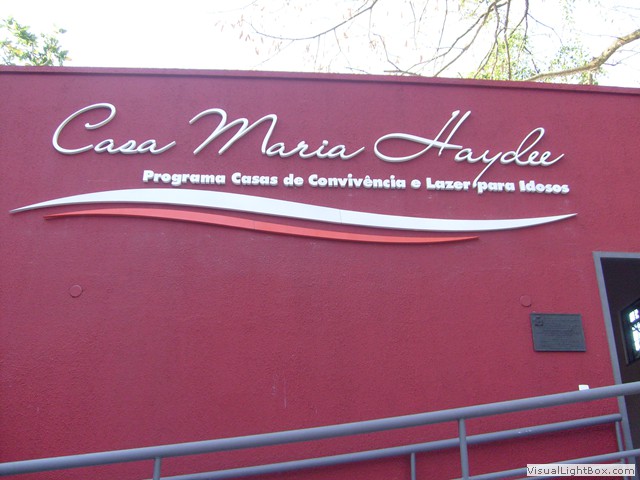 Casa Maria Haydee
Programa Casas de Convivência e Lazer para Idosos
VisualLightBox.com